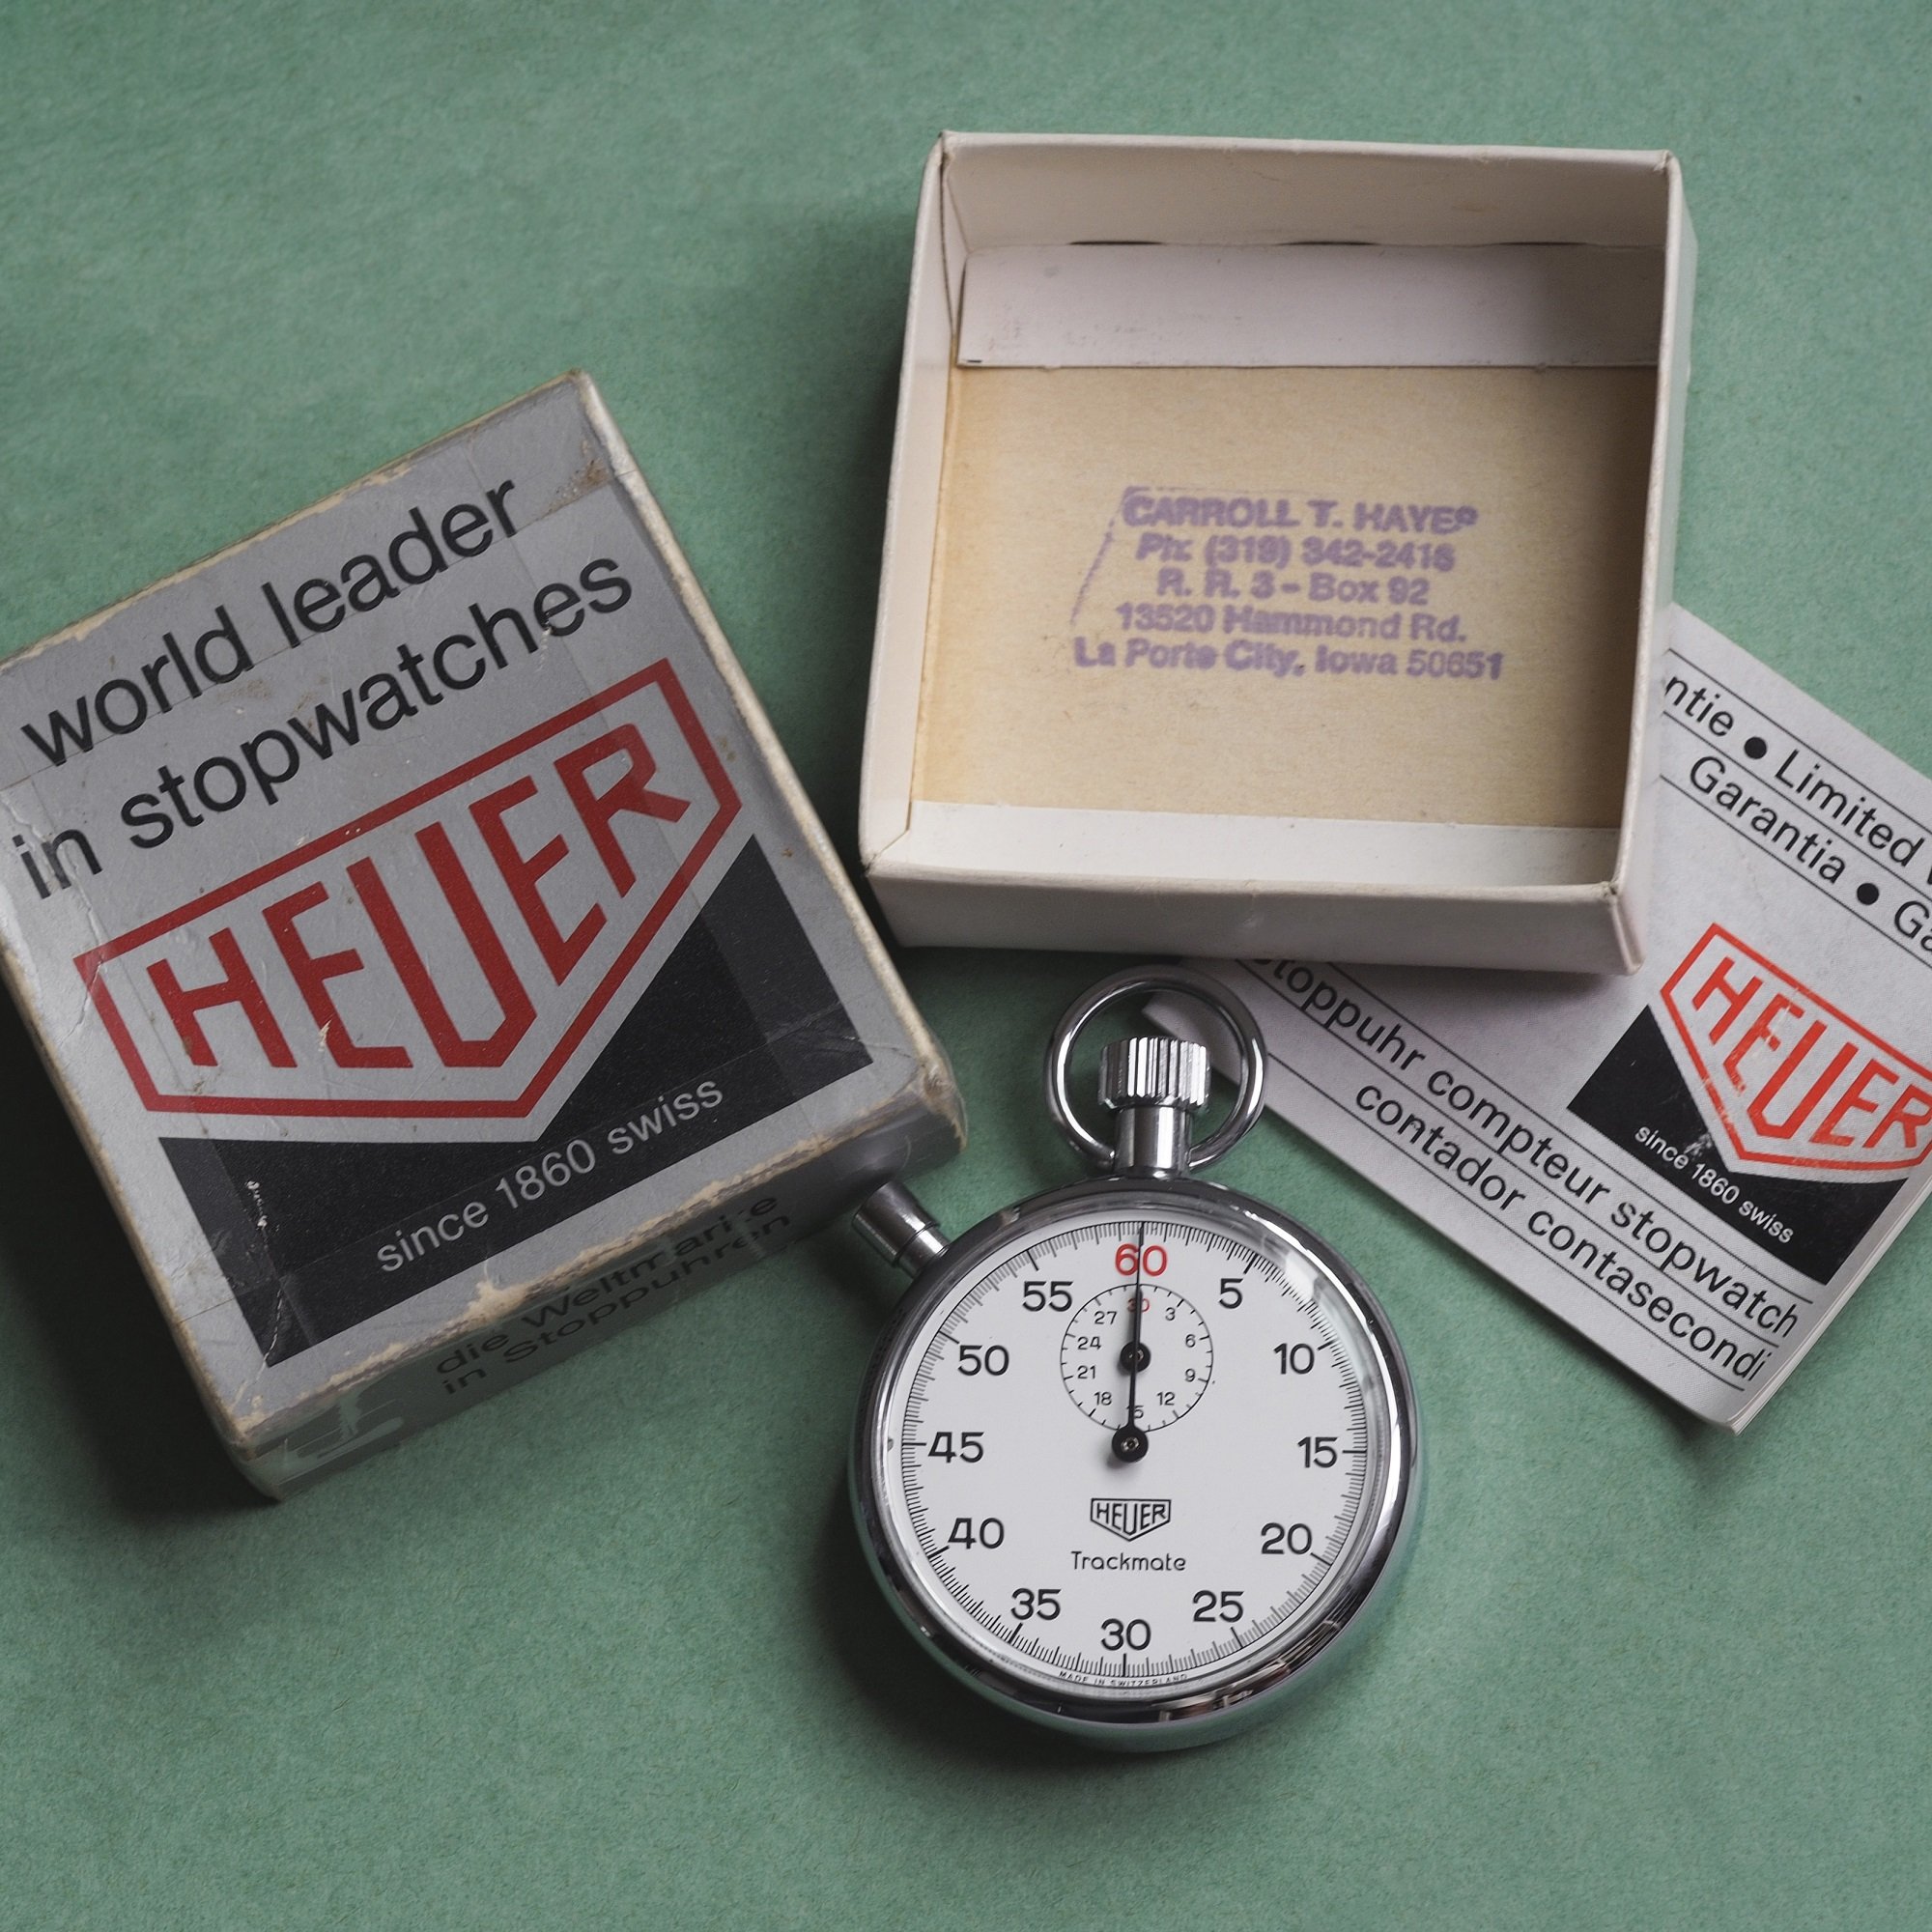 world leader
in stopwatches
HEUER
since 1860 swiss
die Weltmarke
in Stoppuhren
CARROLL T. HAYES
Ph: (319) 342-2416
R. R. 3 - Box 92
13520 Hammond Rd.
La Porte City, Iowa 50651
ntie ● Limited
Garantia ● Ga
HEUER
since 1860 swiss
stoppuhr compteur stopwatch
contador contasecondi
60
55 5
50 10
45 15
40 20
35 25
30
30
27 3
24 6
21 9
18 12
15
HEUER
Trackmate
MADE IN SWITZERLAND